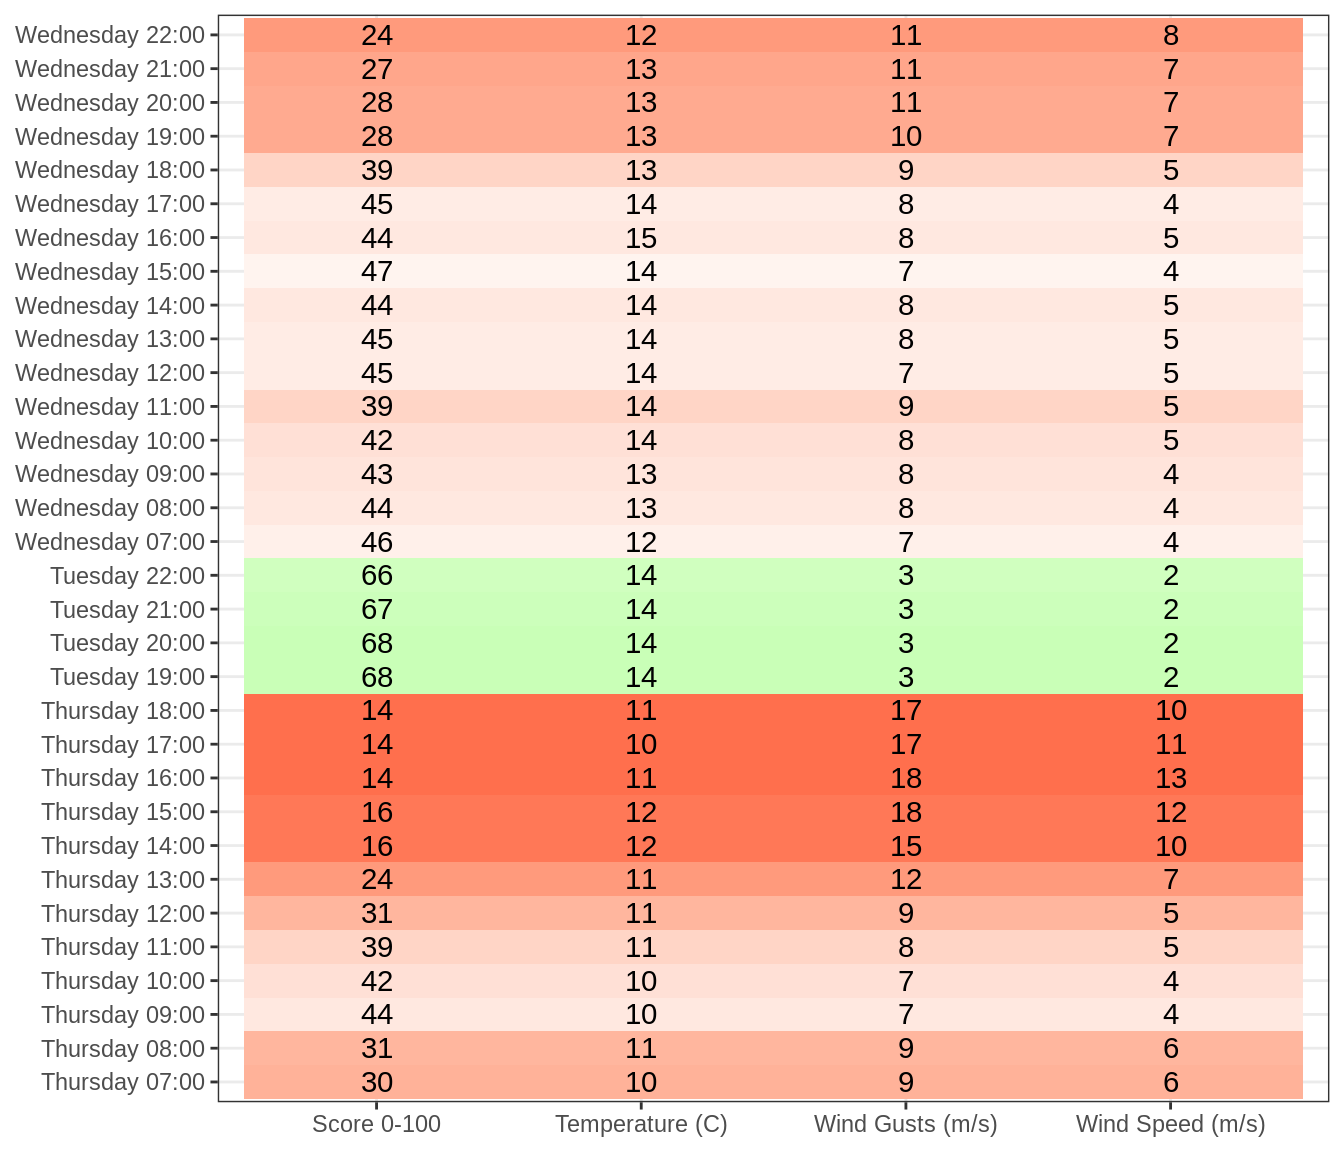 Wednesday 22:00 24 12 11 8
Wednesday 21:00 27 13 11 7
Wednesday 20:00 28 13 11 7
Wednesday 19:00 28 13 10 7
Wednesday 18:00 39 13 9 5
Wednesday 17:00 45 14 8 4
Wednesday 16:00 44 15 8 5
Wednesday 15:00 47 14 7 4
Wednesday 14:00 44 14 8 5
Wednesday 13:00 45 14 8 5
Wednesday 12:00 45 14 7 5
Wednesday 11:00 39 14 9 5
Wednesday 10:00 42 14 8 5
Wednesday 09:00 43 13 8 4
Wednesday 08:00 44 13 8 4
Wednesday 07:00 46 12 7 4
Tuesday 22:00 66 14 3 2
Tuesday 21:00 67 14 3 2
Tuesday 20:00 68 14 3 2
Tuesday 19:00 68 14 3 2
Thursday 18:00 14 11 17 10
Thursday 17:00 14 10 17 11
Thursday 16:00 14 11 18 13
Thursday 15:00 16 12 18 12
Thursday 14:00 16 12 15 10
Thursday 13:00 24 11 12 7
Thursday 12:00 31 11 9 5
Thursday 11:00 39 11 8 5
Thursday 10:00 42 10 7 4
Thursday 09:00 44 10 7 4
Thursday 08:00 31 11 9 6
Thursday 07:00 30 10 9 6
Score 0-100 Temperature (C) Wind Gusts (m/s) Wind Speed (m/s)